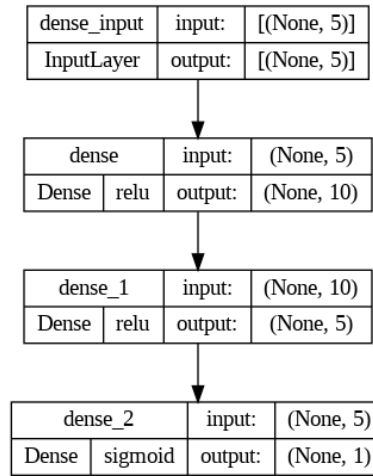 dense_input input: [(None, 5)]
InputLayer output: [(None, 5)]
dense input: (None, 5)
Dense relu output: (None, 10)
dense_1 input: (None, 10)
Dense relu output: (None, 5)
dense_2 input: (None, 5)
Dense sigmoid output: (None, 1)